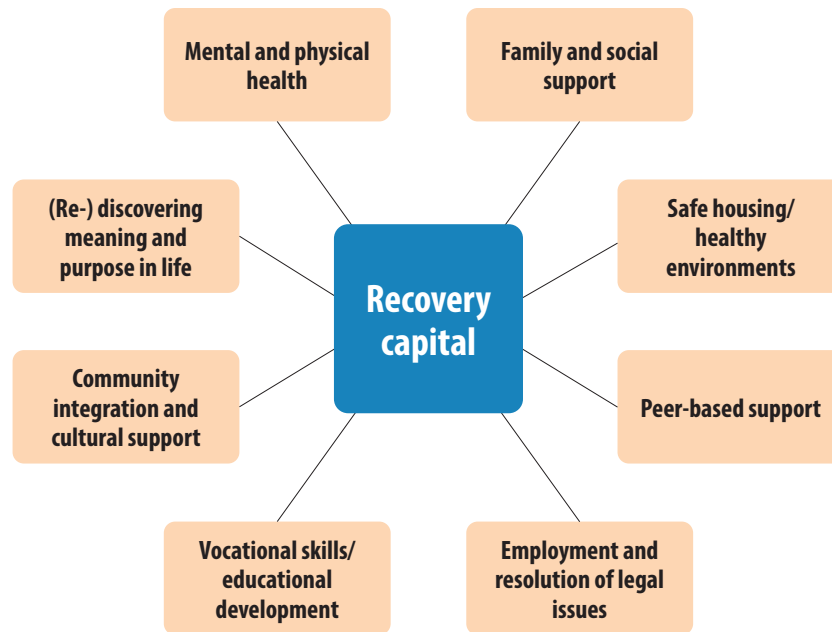 Mental and physical
health
Family and social
support
(Re-) discovering
meaning and
purpose in life
Safe housing/
healthy
environments
Recovery
capital
Community
integration and
cultural support
Peer-based support
Vocational skills/
educational
development
Employment and
resolution of legal
issues